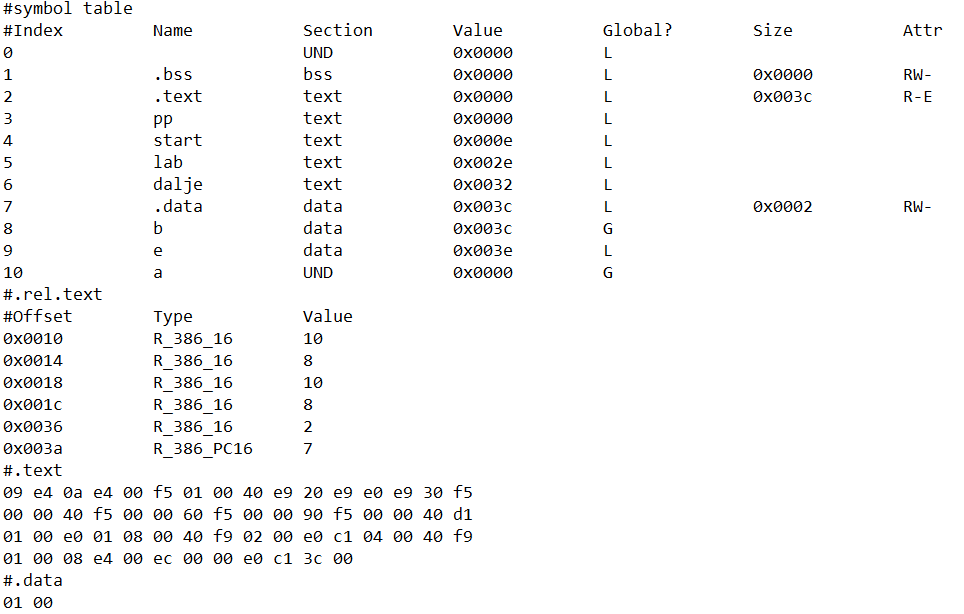 #symbol table
#Index Name Section Value Global? Size Attr
0 UND 0x0000 L
1 .bss bss 0x0000 L 0x0000 RW-
2 .text text 0x0000 L 0x003c R-E
3 pp text 0x0000 L
4 start text 0x000e L
5 lab text 0x002e L
6 dalje text 0x0032 L
7 .data data 0x003c L 0x0002 RW-
8 b data 0x003c G
9 e data 0x003e L
10 a UND 0x0000 G
#.rel.text
#Offset Type Value
0x0010 R_386_16 10
0x0014 R_386_16 8
0x0018 R_386_16 10
0x001c R_386_16 8
0x0036 R_386_16 2
0x003a R_386_PC16 7
#.text
09 e4 0a e4 00 f5 01 00 40 e9 20 e9 e0 e9 30 f5
00 00 40 f5 00 00 60 f5 00 00 90 f5 00 00 40 d1
01 00 e0 01 08 00 40 f9 02 00 e0 c1 04 00 40 f9
01 00 08 e4 00 ec 00 00 e0 c1 3c 00
#.data
01 00